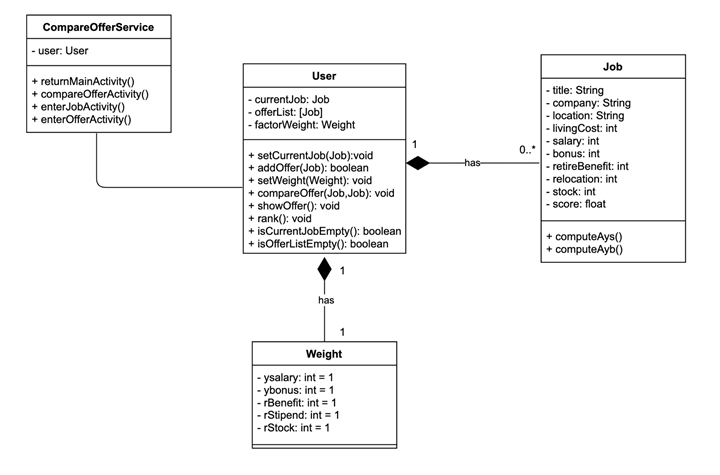 CompareOfferService
- user: User
+ returnMainActivity()
+ compareOfferActivity()
+ enterJobActivity()
+ enterOfferActivity()
User
- currentJob: Job
- offerList: [Job]
- factorWeight: Weight
+ setCurrentJob(Job):void
+ addOffer(Job): boolean
+ setWeight(Weight): void
+ compareOffer(Job,Job): void
+ showOffer(): void
+ rank(): void
+ isCurrentJobEmpty(): boolean
+ isOfferListEmpty(): boolean
1
has
0..*
Job
- title: String
- company: String
- location: String
- livingCost: int
- salary: int
- bonus: int
- retireBenefit: int
- relocation: int
- stock: int
- score: float
+ computeAys()
+ computeAyb()
1
has
1
Weight
- ysalary: int = 1
- ybonus: int = 1
- rBenefit: int = 1
- rStipend: int = 1
- rStock: int = 1